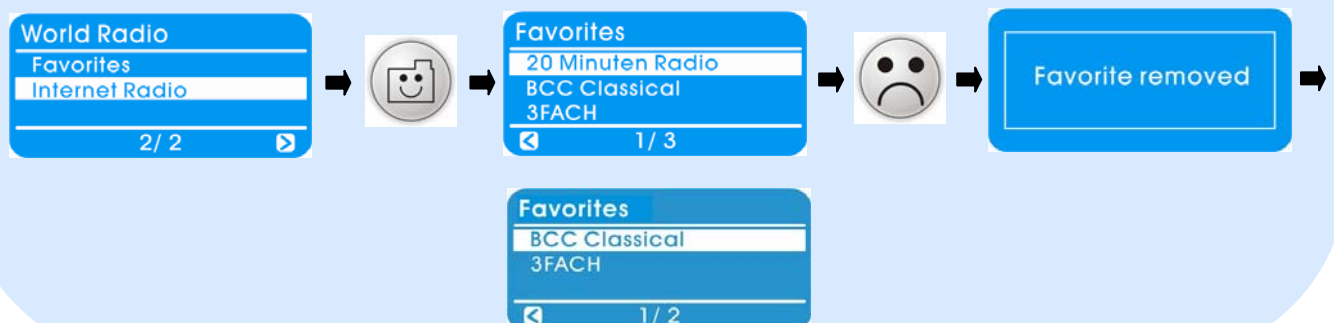 World Radio
Favorites
Internet Radio
2/ 2
Favorites
20 Minuten Radio
BCC Classical
3FACH
1/ 3
Favorite removed
Favorites
BCC Classical
3FACH
1/ 2